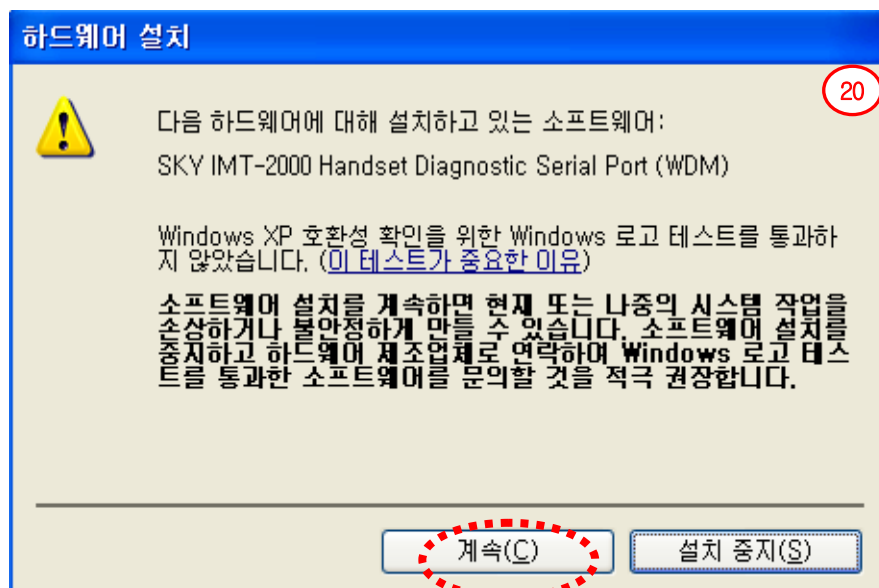 하드웨어 설치
20
다음 하드웨어에 대해 설치하고 있는 소프트웨어:
SKY IMT-2000 Handset Diagnostic Serial Port (WDM)
Windows XP 호환성 확인을 위한 Windows 로고 테스트를 통과하
지 않았습니다. (이 테스트가 중요한 이유)
소프트웨어 설치를 계속하면 현재 또는 나중의 시스템 작업을
손상하거나 불안정하게 만들 수 있습니다. 소프트웨어 설치를
중지하고 하드웨어 제조업체로 연락하여 Windows 로고 테스
트를 통과한 소프트웨어를 문의할 것을 적극 권장합니다.
계속(C) 설치 중지(S)